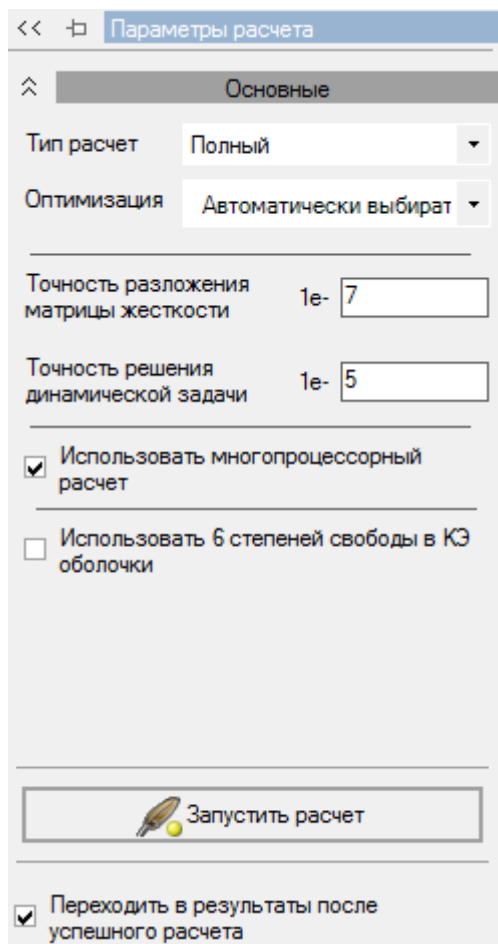 << Параметры расчета
Основные
Тип расчет Полный
Оптимизация Автоматически выбират
Точность разложения
матрицы жесткости 1e- 7
Точность решения
динамической задачи 1e- 5
Использовать многопроцессорный
расчет
Использовать 6 степеней свободы в КЭ
оболочки
Запустить расчет
Переходить в результаты после
успешного расчета